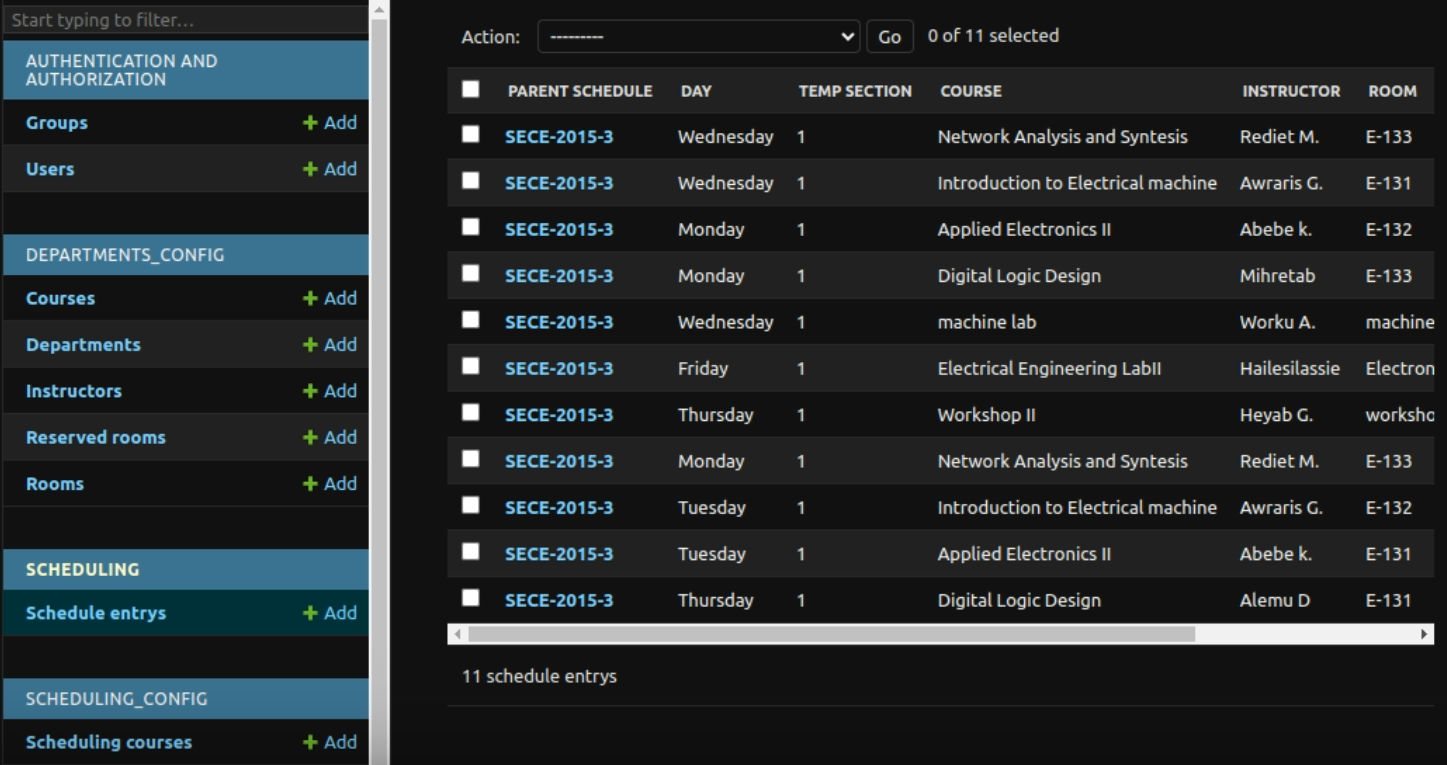 Start typing to filter...
AUTHENTICATION AND
AUTHORIZATION
Groups + Add
Users + Add
DEPARTMENTS_CONFIG
Courses + Add
Departments + Add
Instructors + Add
Reserved rooms + Add
Rooms + Add
SCHEDULING
Schedule entrys + Add
SCHEDULING_CONFIG
Scheduling courses + Add
Action: --------- Go 0 of 11 selected
PARENT SCHEDULE DAY TEMP SECTION COURSE INSTRUCTOR ROOM
SECE-2015-3 Wednesday 1 Network Analysis and Syntesis Rediet M. E-133
SECE-2015-3 Wednesday 1 Introduction to Electrical machine Awraris G. E-131
SECE-2015-3 Monday 1 Applied Electronics II Abebe k. E-132
SECE-2015-3 Monday 1 Digital Logic Design Mihretab E-133
SECE-2015-3 Wednesday 1 machine lab Worku A. machine
SECE-2015-3 Friday 1 Electrical Engineering LabII Hailesilassie Electron
SECE-2015-3 Thursday 1 Workshop II Heyab G. worksho
SECE-2015-3 Monday 1 Network Analysis and Syntesis Rediet M. E-133
SECE-2015-3 Tuesday 1 Introduction to Electrical machine Awraris G. E-132
SECE-2015-3 Tuesday 1 Applied Electronics II Abebe k. E-131
SECE-2015-3 Thursday 1 Digital Logic Design Alemu D E-131
11 schedule entrys